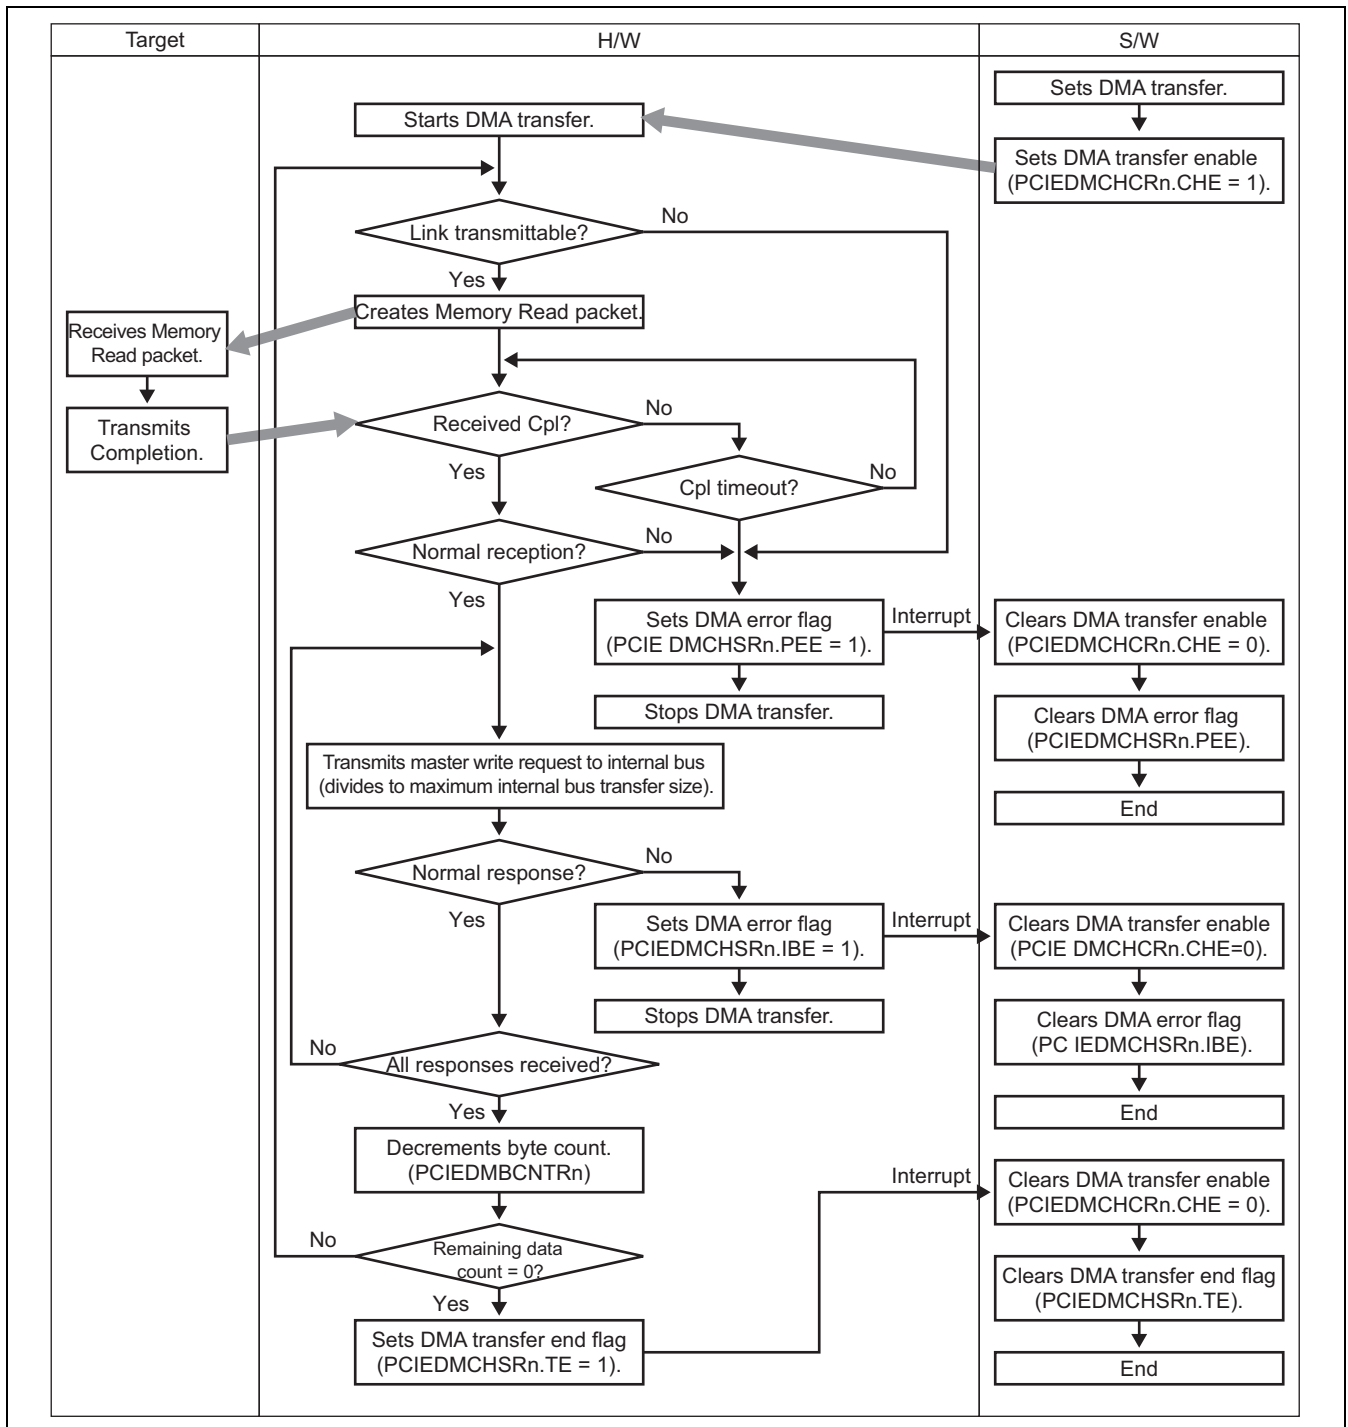 Target
H/W
S/W
Sets DMA transfer.
Starts DMA transfer.
Sets DMA transfer enable
(PCIEDMCHCRn.CHE = 1).
No
Link transmittable?
Yes
Creates Memory Read packet.
Receives Memory
Read packet.
Transmits
Completion.
Received Cpl?
No
Yes
Cpl timeout?
No
Normal reception?
No
Yes
Sets DMA error flag
(PCIE DMCHSRn.PEE = 1).
Interrupt
Clears DMA transfer enable
(PCIEDMCHCRn.CHE = 0).
Stops DMA transfer.
Clears DMA error flag
(PCIEDMCHSRn.PEE).
End
Transmits master write request to internal bus
(divides to maximum internal bus transfer size).
Normal response?
No
Yes
Sets DMA error flag
(PCIEDMCHSRn.IBE = 1).
Interrupt
Clears DMA transfer enable
(PCIE DMCHCRn.CHE=0).
Stops DMA transfer.
Clears DMA error flag
(PC IEDMCHSRn.IBE).
End
No
All responses received?
Yes
Decrements byte count.
(PCIEDMBCNTRn)
Interrupt
Clears DMA transfer enable
(PCIEDMCHCRn.CHE = 0).
No
Remaining data
count = 0?
Yes
Clears DMA transfer end flag
(PCIEDMCHSRn.TE).
Sets DMA transfer end flag
(PCIEDMCHSRn.TE = 1).
End